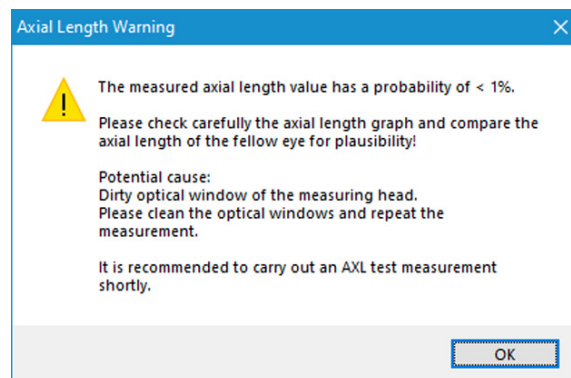 Axial Length Warning
The measured axial length value has a probability of < 1%.
Please check carefully the axial length graph and compare the
axial length of the fellow eye for plausibility!
Potential cause:
Dirty optical window of the measuring head.
Please clean the optical windows and repeat the
measurement.
It is recommended to carry out an AXL test measurement
shortly.
OK